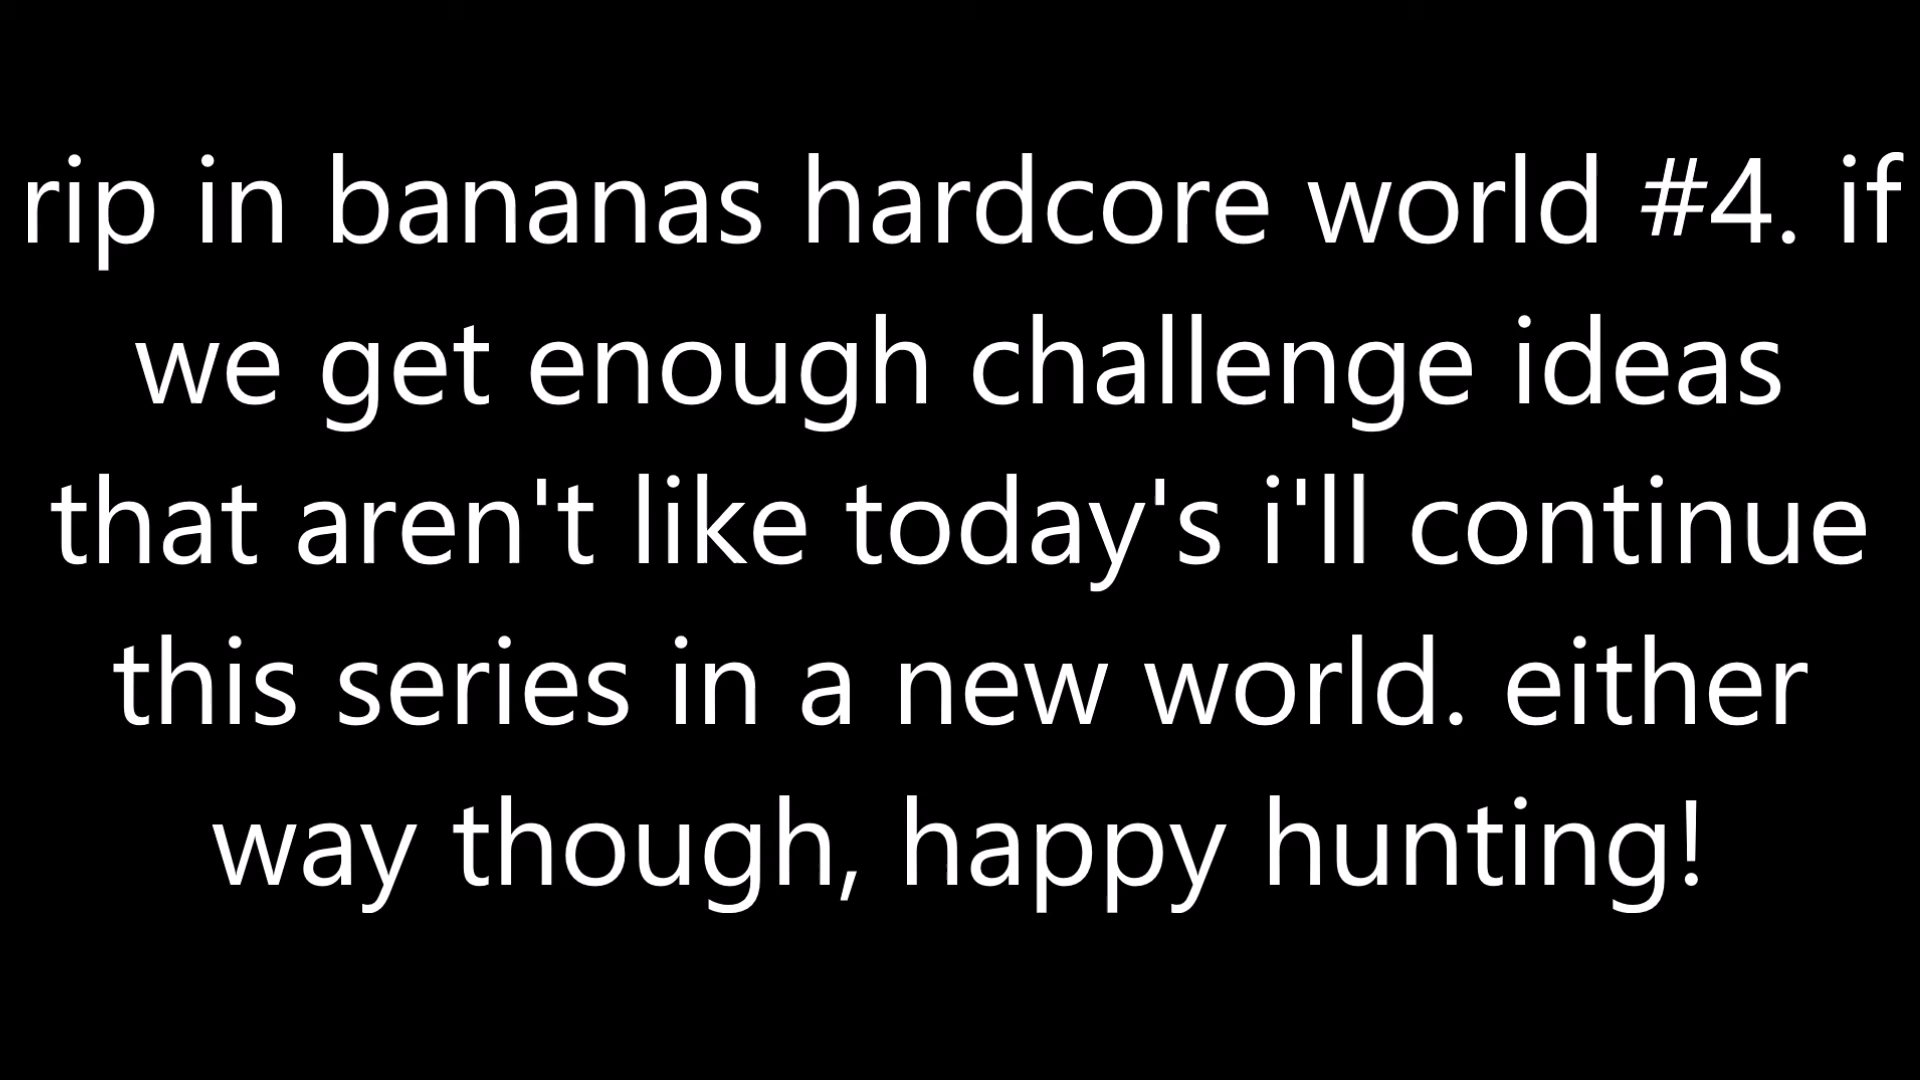 rip in bananas hardcore world #4. if
we get enough challenge ideas
that aren't like today's i'll continue
this series in a new world. either
way though, happy hunting!